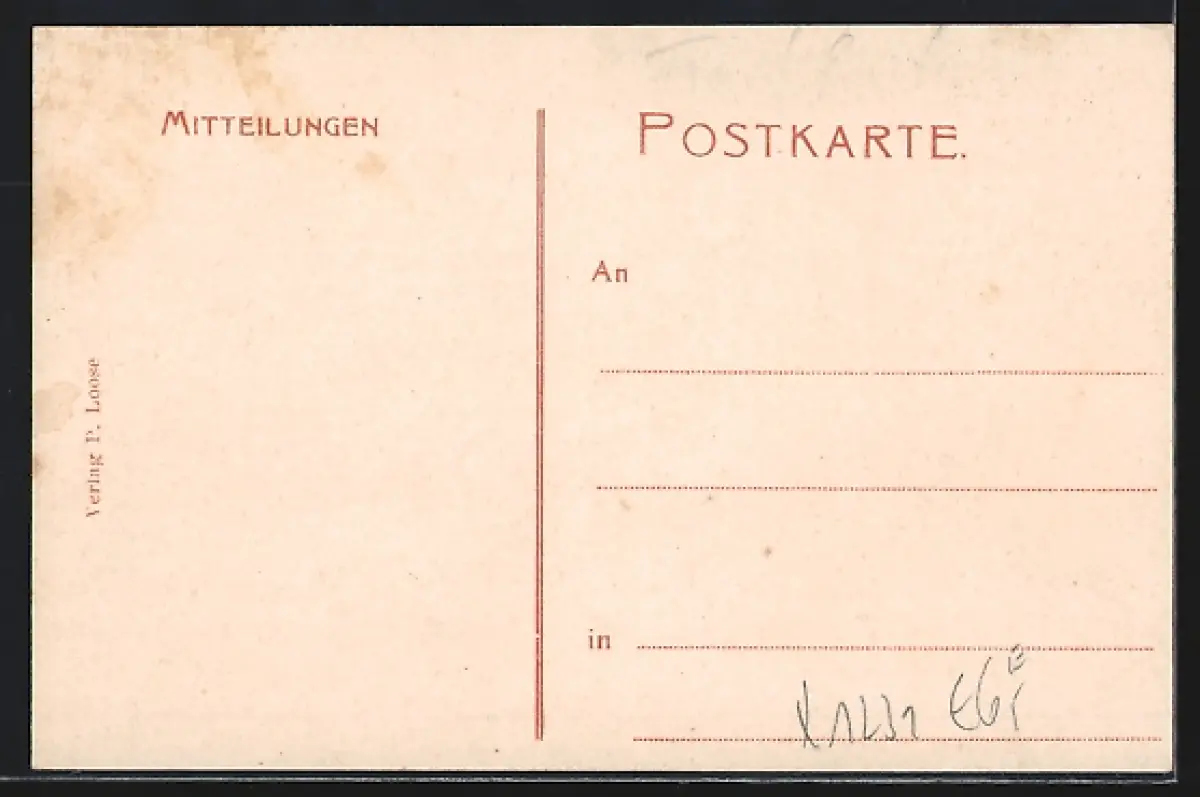 MITTEILUNGEN
POSTKARTE.
An
Verlag P. Loose
in